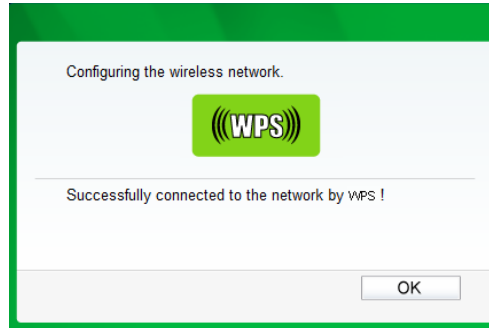 Configuring the wireless network.
(((WPS)))
Successfully connected to the network by WPS !
OK